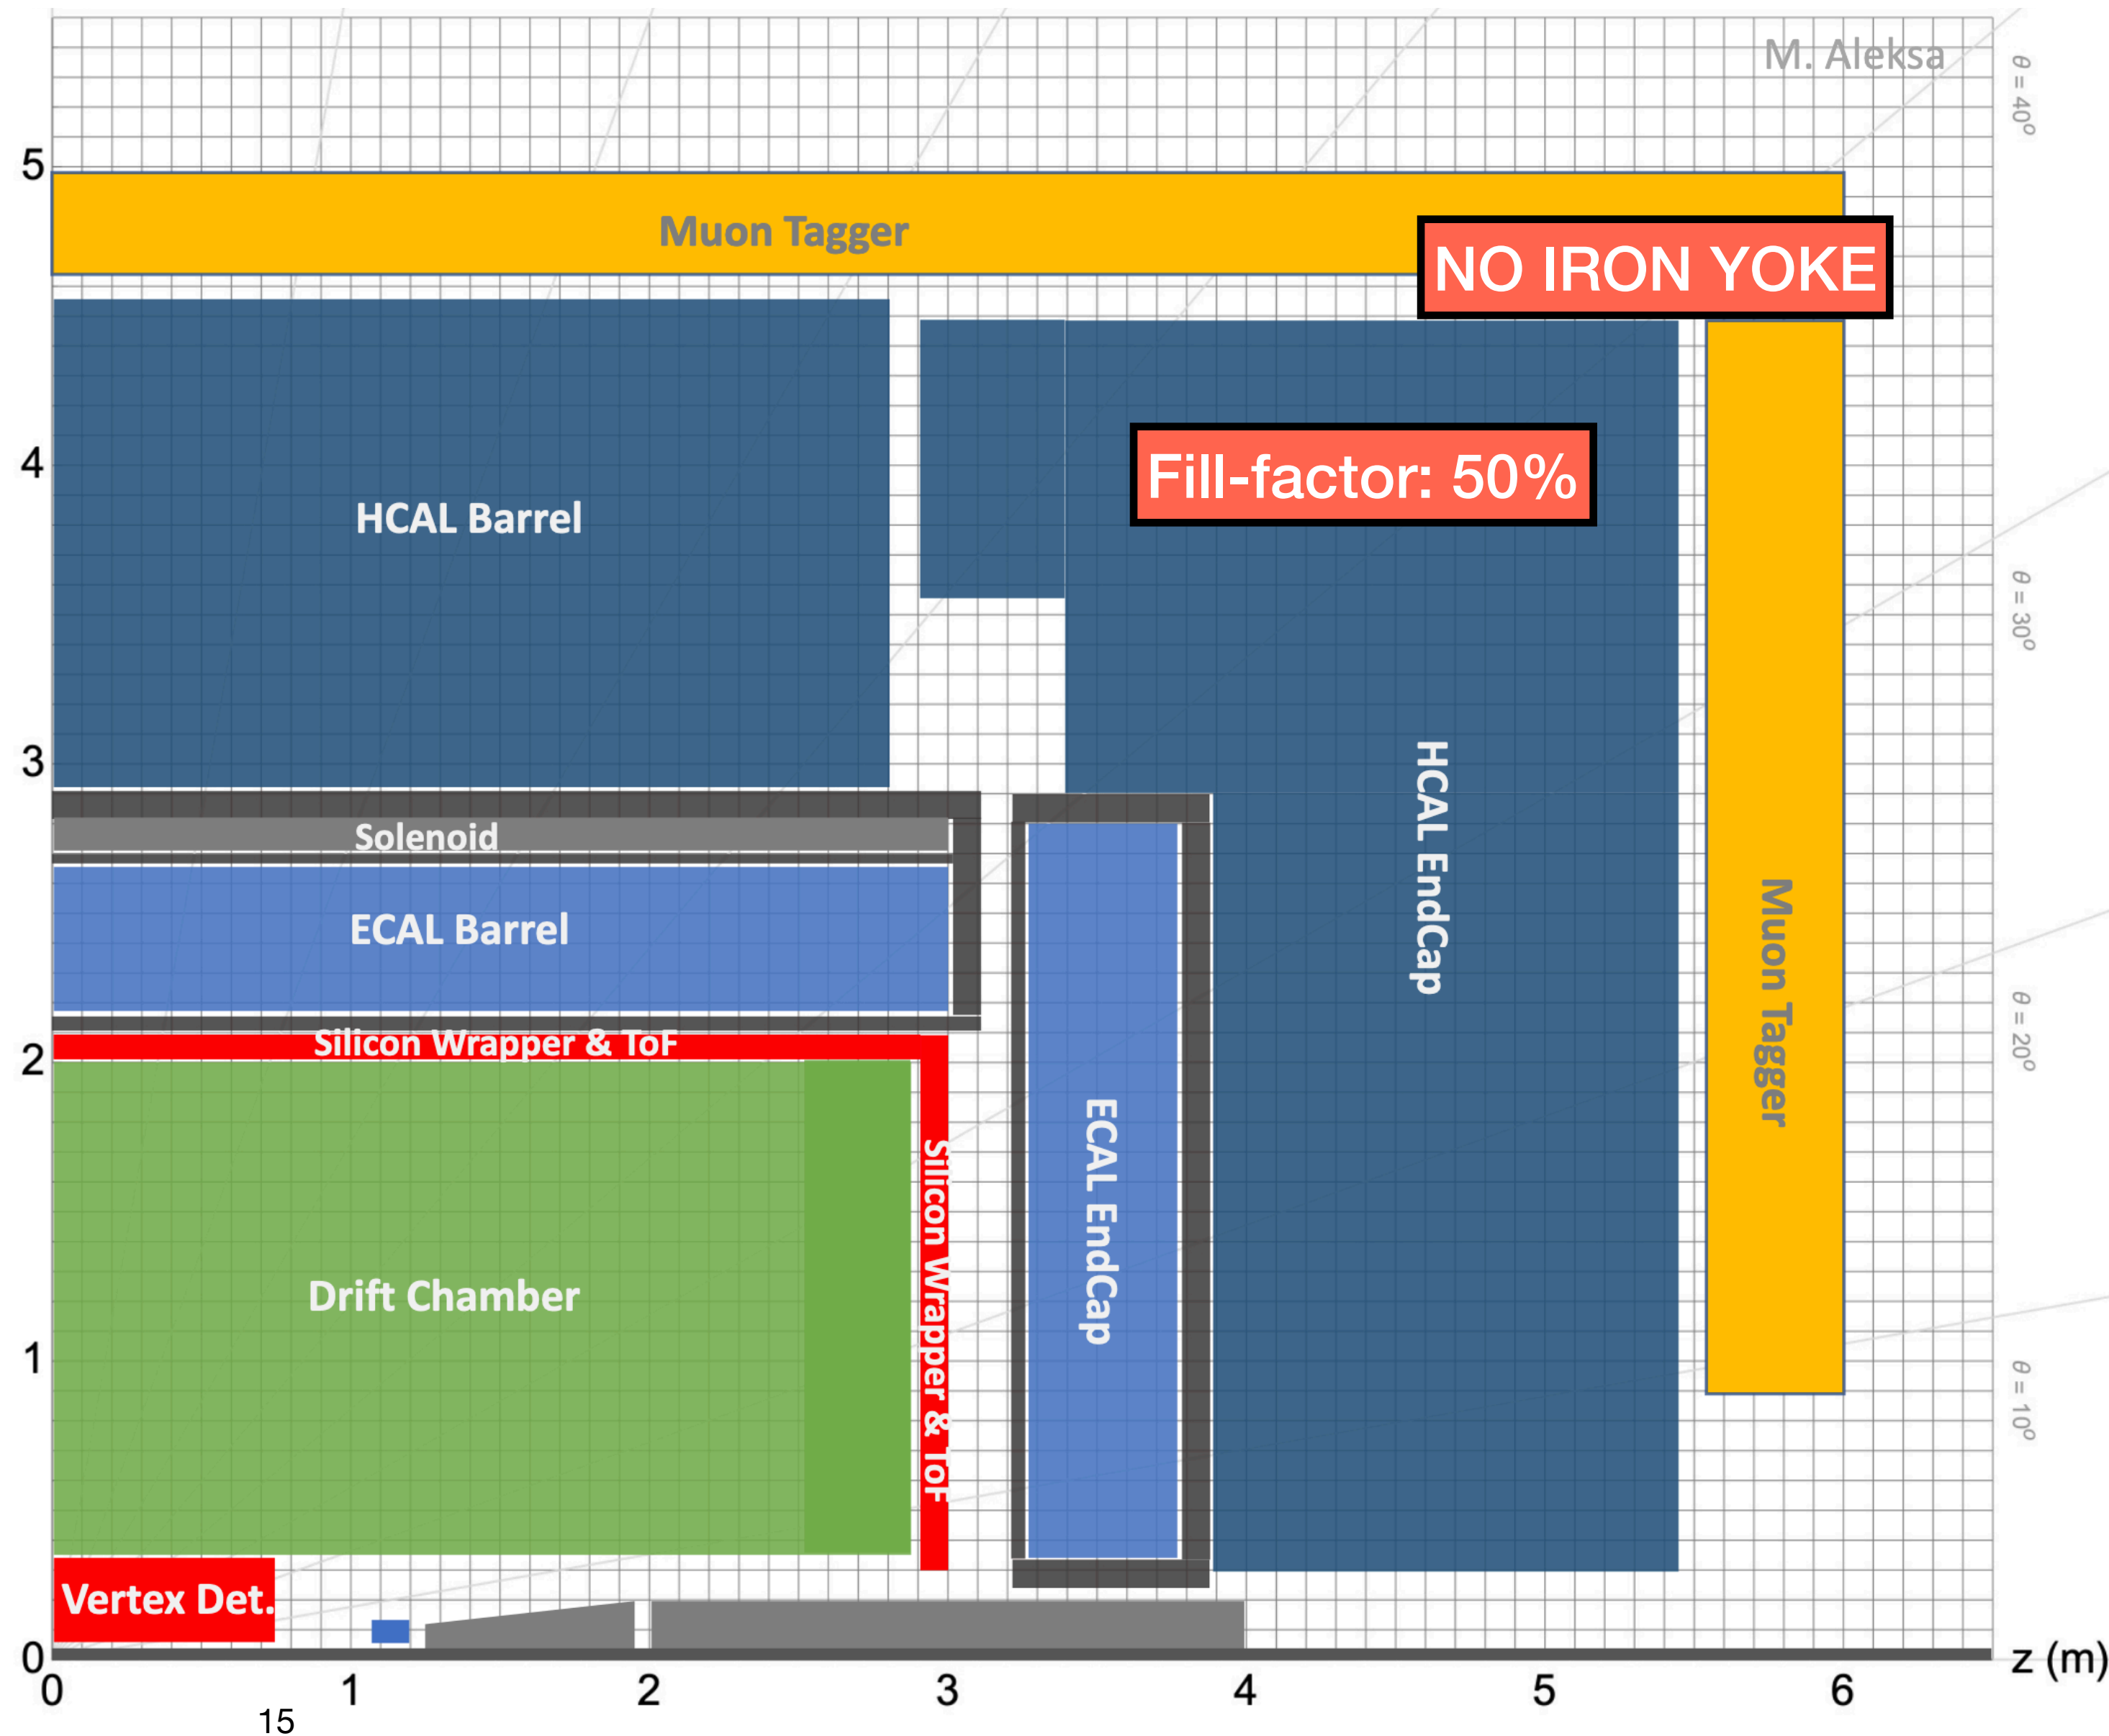 M. Aleksa
θ = 40°
5
Muon Tagger
NO IRON YOKE
4
Fill-factor: 50%
HCAL Barrel
θ = 30°
3
HCAL EndCap
Solenoid
Muon Tagger
ECAL Barrel
θ = 20°
Silicon Wrapper & ToF
2
ECAL EndCap
Silicon Wrapper & ToF
Drift Chamber
1
θ = 10°
Vertex Det.
0
z (m)
0 1 2 3 4 5 6
15